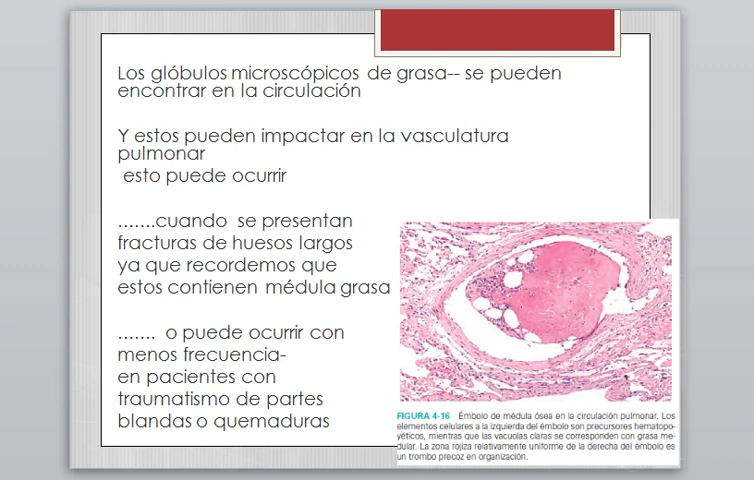 Los glóbulos microscópicos de grasa-- se pueden
encontrar en la circulación
Y estos pueden impactar en la vasculatura
pulmonar
esto puede ocurrir
.......cuando se presentan
fracturas de huesos largos
ya que recordemos que
estos contienen médula grasa
....... o puede ocurrir con
menos frecuencia-
en pacientes con
traumatismo de partes
blandas o quemaduras
FIGURA 4-16 Émbolo de médula ósea en la circulación pulmonar. Los
elementos celulares a la izquierda del émbolo son precursores hematopo-
yéticos, mientras que las vacuolas claras se corresponden con grasa me-
dular. La zona rojiza relativamente uniforme de la derecha del émbolo es
un trombo precoz en organización.